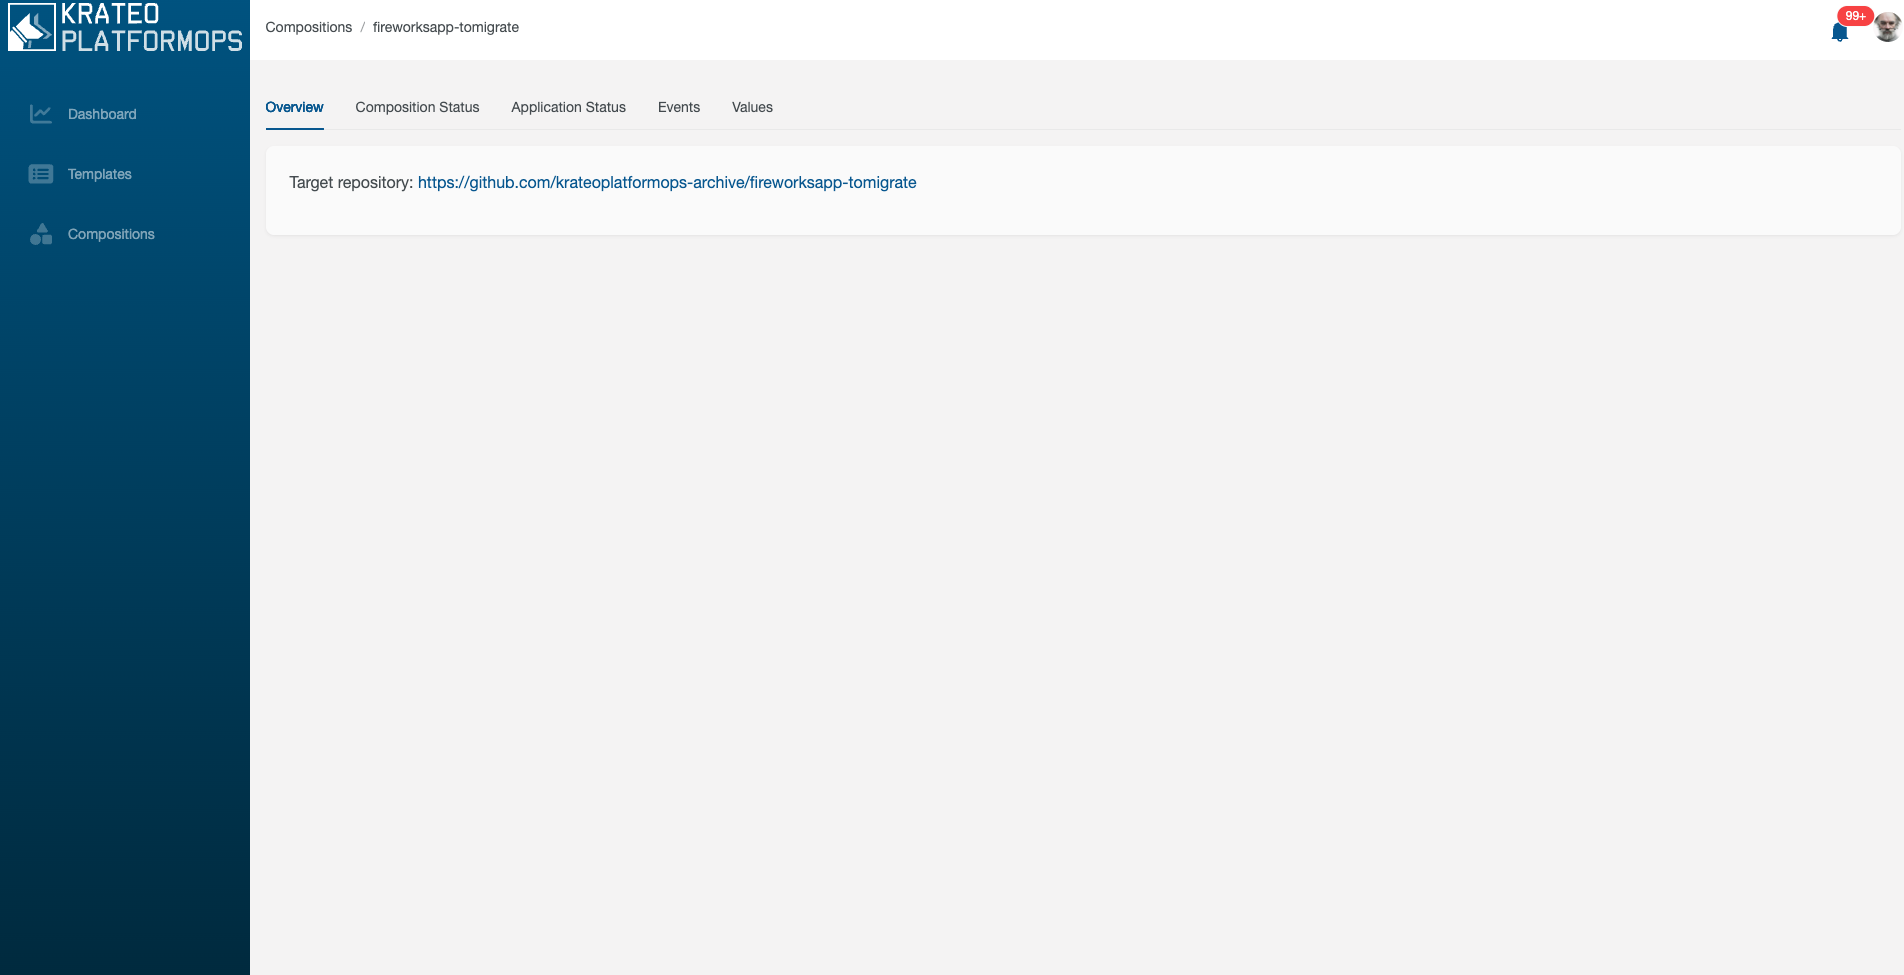 KRATEO
PLATFORMOPS
Compositions / fireworksapp-tomigrate
99+
Dashboard
Templates
Compositions
Overview
Composition Status
Application Status
Events
Values
Target repository: https://github.com/krateoplatformops-archive/fireworksapp-tomigrate